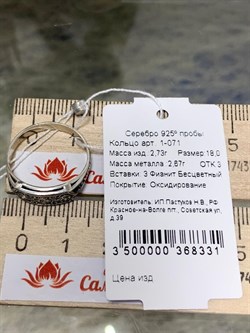 Серебро 925° пробы
Кольцо арт. 1-071
Масса изд. 2,73г Размер:18,0
Масса металла: 2,67г ОТК 3
Вставки: 3 Фианит Бесцветный
Покрытие: Оксидирование
Изготовитель: ИП Пастухов Н.В., РФ,
Красное-на-Волге пгт., Советская ул,
д.39
3 500000 368331
Цена изд.